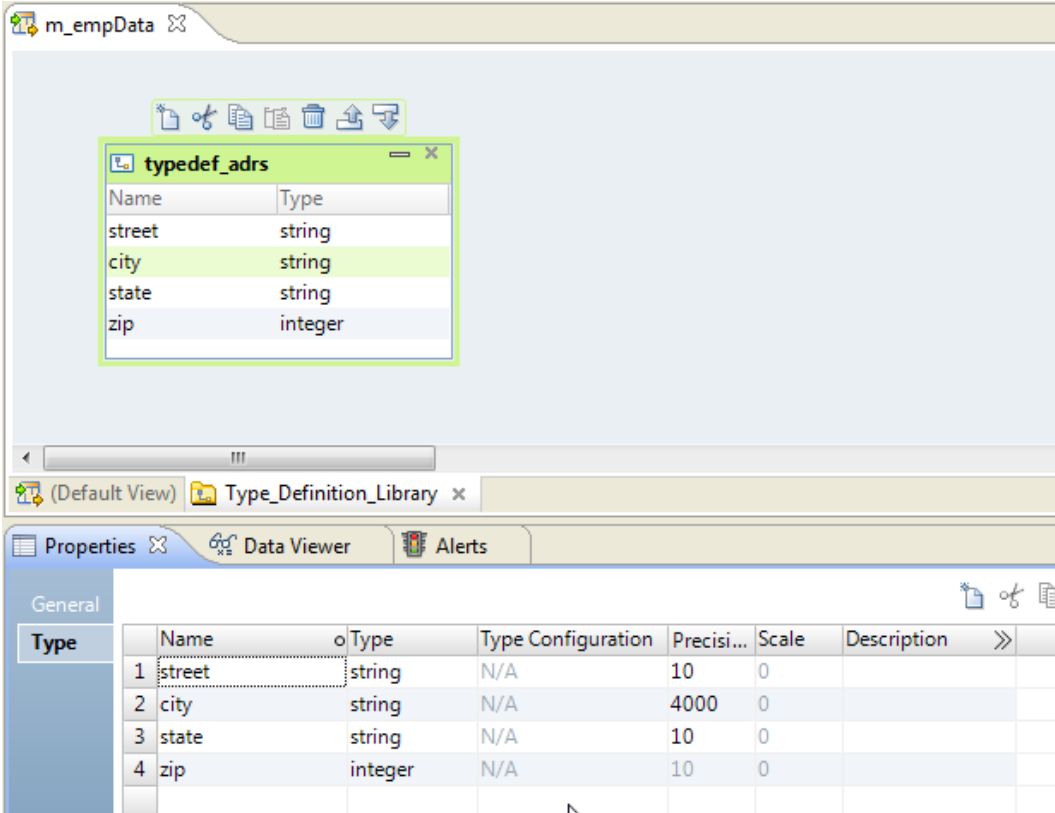 m_empData
typedef_adrs
Name Type
street string
city string
state string
zip integer
(Default View) Type_Definition_Library
Properties Data Viewer Alerts
General
Type
Name Type Type Configuration Precisi... Scale Description
1 street string N/A 10 0
2 city string N/A 4000 0
3 state string N/A 10 0
4 zip integer N/A 10 0